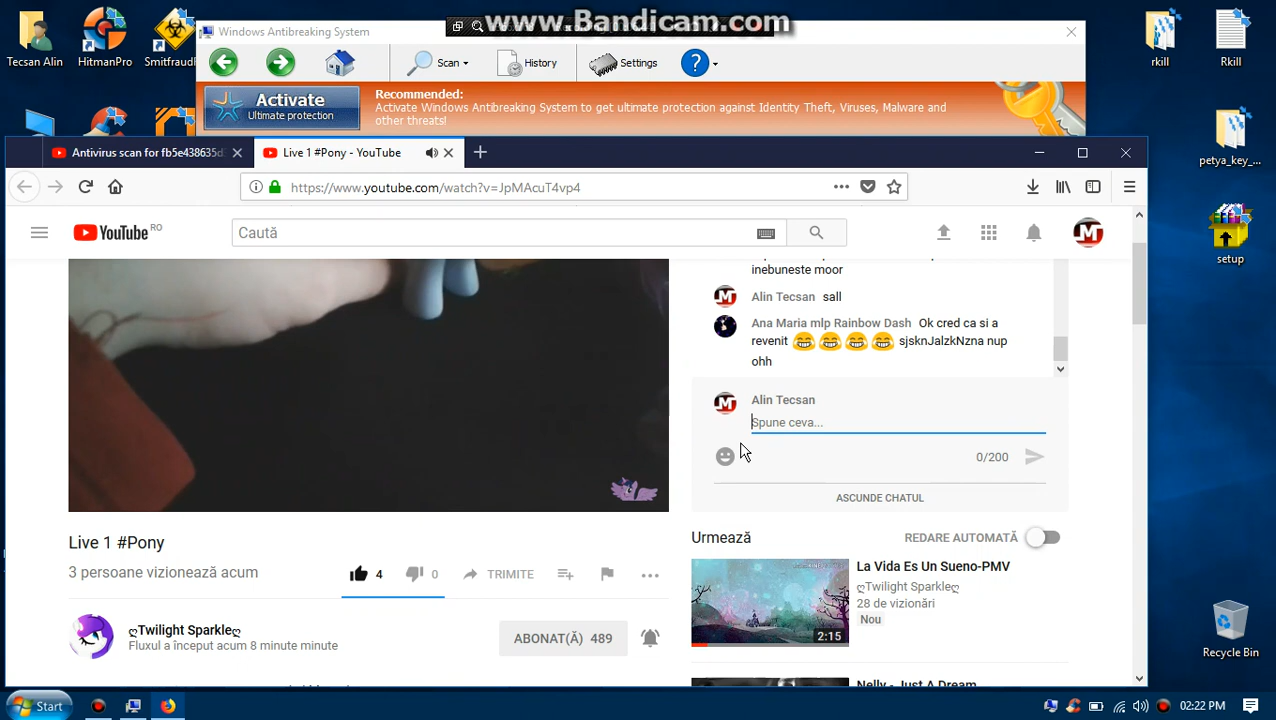 www.Bandicam.com
Tecsan Alin
HitmanPro
Windows Antibreaking System
Scan
History
Settings
?
rkill
Rkill
Activate
Ultimate protection
Recommended:
Activate Windows Antibreaking System to get ultimate protection against Identity Theft, Viruses, Malware and
other threats!
petya_key_...
setup
Antivirus scan for fb5e438635d
Live 1 #Pony - YouTube
https://www.youtube.com/watch?v=JpMAcuT4vp4
YouTube RO
Caută
M
inebuneste moor
Alin Tecsan sall
Ana Maria mlp Rainbow Dash Ok cred ca si a
revenit 😂😂😂😂 sjsknJalzkNzna nup
ohh
Alin Tecsan
Spune ceva...
0/200
ASCUNDE CHATUL
Live 1 #Pony
3 persoane vizionează acum
4
0
TRIMITE
ღTwilight Sparkleღ
Fluxul a început acum 8 minute minute
ABONAT(Ă) 489
Urmează
REDARE AUTOMATĂ
La Vida Es Un Sueno-PMV
ღTwilight Sparkleღ
28 de vizionări
Nou
2:15
Nelly - Just A Dream
Recycle Bin
Start
02:22 PM